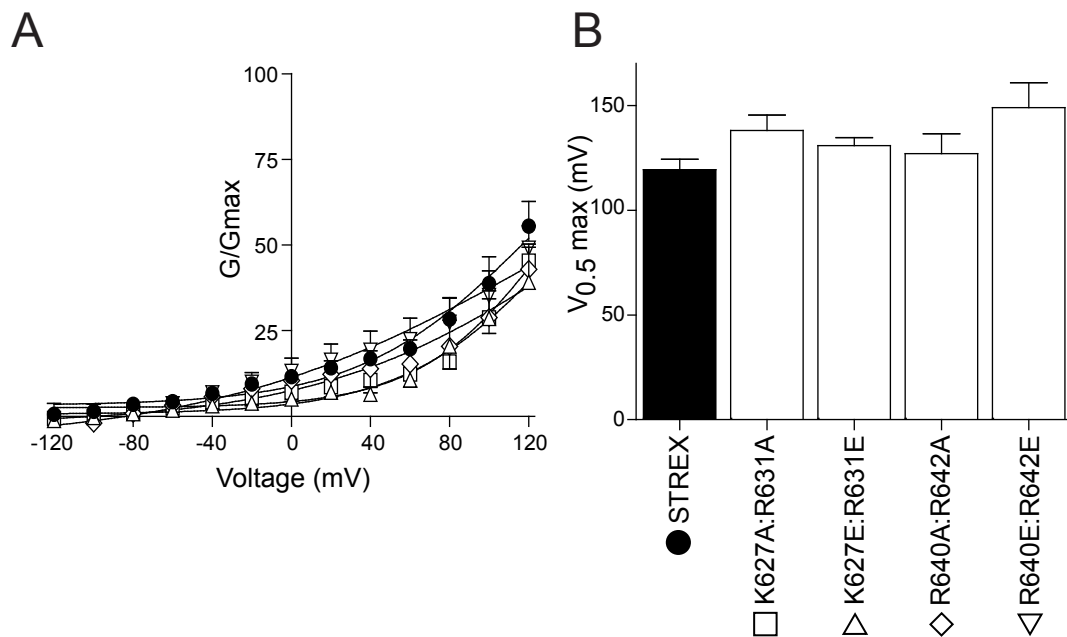 A
B
100
75
50
25
G/Gmax
-120
-80
-40
0
40
80
120
Voltage (mV)
150
100
50
0
V0.5 max (mV)
STREX
K627A:R631A
K627E:R631E
R640A:R642A
R640E:R642E